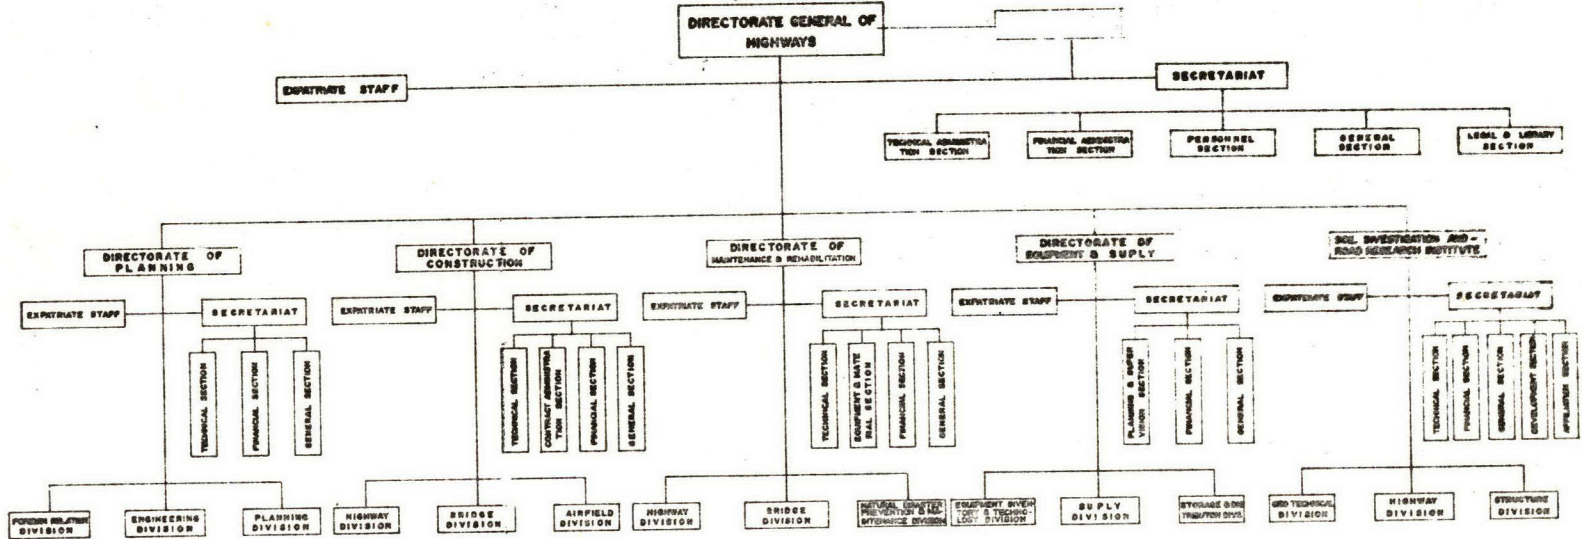 DIRECTORATE GENERAL OF
HIGHWAYS
EXPATRIATE STAFF
SECRETARIAT
TECHNICAL ADMINISTRA
TION SECTION
FINANCIAL ADMINISTRA
TION SECTION
PERSONNEL
SECTION
GENERAL
SECTION
LEGAL & LIBRARY
SECTION
DIRECTORATE OF
PLANNING
DIRECTORATE OF
CONSTRUCTION
DIRECTORATE OF
MAINTENANCE & REHABILITATION
DIRECTORATE OF
EQUIPMENT & SUPLY
SOIL INVESTIGATION AND
ROAD RESEARCH INSTITUTE
EXPATRIATE STAFF
SECRETARIAT
EXPATRIATE STAFF
SECRETARIAT
EXPATRIATE STAFF
SECRETARIAT
EXPATRIATE STAFF
SECRETARIAT
EXPATRIATE STAFF
SECRETARIAT
TECHNICAL SECTION
FINANCIAL SECTION
GENERAL SECTION
TECHNICAL SECTION
CONTRACT ADMINISTRA
TION SECTION
FINANCIAL SECTION
GENERAL SECTION
TECHNICAL SECTION
EQUIPMENT & MATE
RIAL SECTION
FINANCIAL SECTION
GENERAL SECTION
PLANNING & SUPER
VISION SECTION
FINANCIAL SECTION
GENERAL SECTION
TECHNICAL SECTION
FINANCIAL SECTION
GENERAL SECTION
DEVELOPMENT SECTION
AFFILIATION SECTION
FOREIGN RELATION
DIVISION
ENGINEERING
DIVISION
PLANNING
DIVISION
HIGHWAY
DIVISION
BRIDGE
DIVISION
AIRFIELD
DIVISION
HIGHWAY
DIVISION
BRIDGE
DIVISION
NATURAL DISASTER
PREVENTION & MA-
INTENANCE DIVISION
EQUIPMENT INVEN-
TORY & TECHNO-
LOGY DIVISION
SUPLY
DIVISION
STORAGE & DIS
TRIBUTION DIVI.
GEO TECHNICAL
DIVISION
HIGHWAY
DIVISION
STRUCTURE
DIVISION